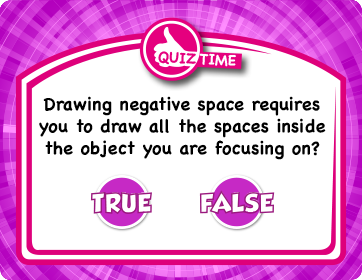 QUIZ TIME
Drawing negative space requires
you to draw all the spaces inside
the object you are focusing on?
TRUE FALSE